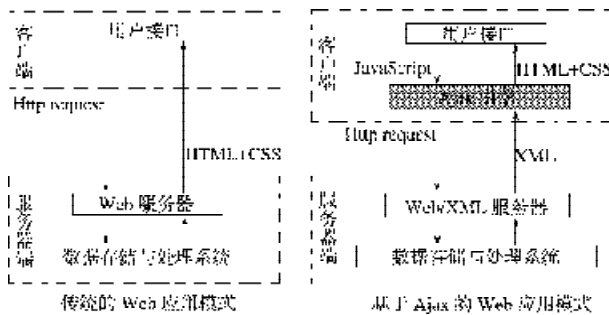 客户端
用户接口
Http request
HTML+CSS
服务器端
Web 服务器
数据存储与处理系统
传统的 Web 应用模式
客户端
用户接口
JavaScript
HTML+CSS
Http request
XML
服务器端
Web/XML 服务器
数据存储与处理系统
基于 Ajax 的 Web 应用模式